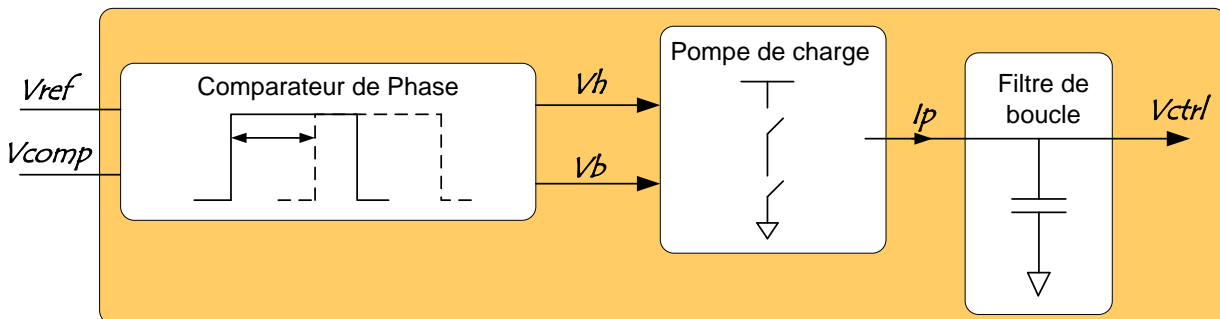 Vref
Vcomp
Comparateur de Phase
Vh
Vb
Pompe de charge
Ip
Filtre de
boucle
Vctrl